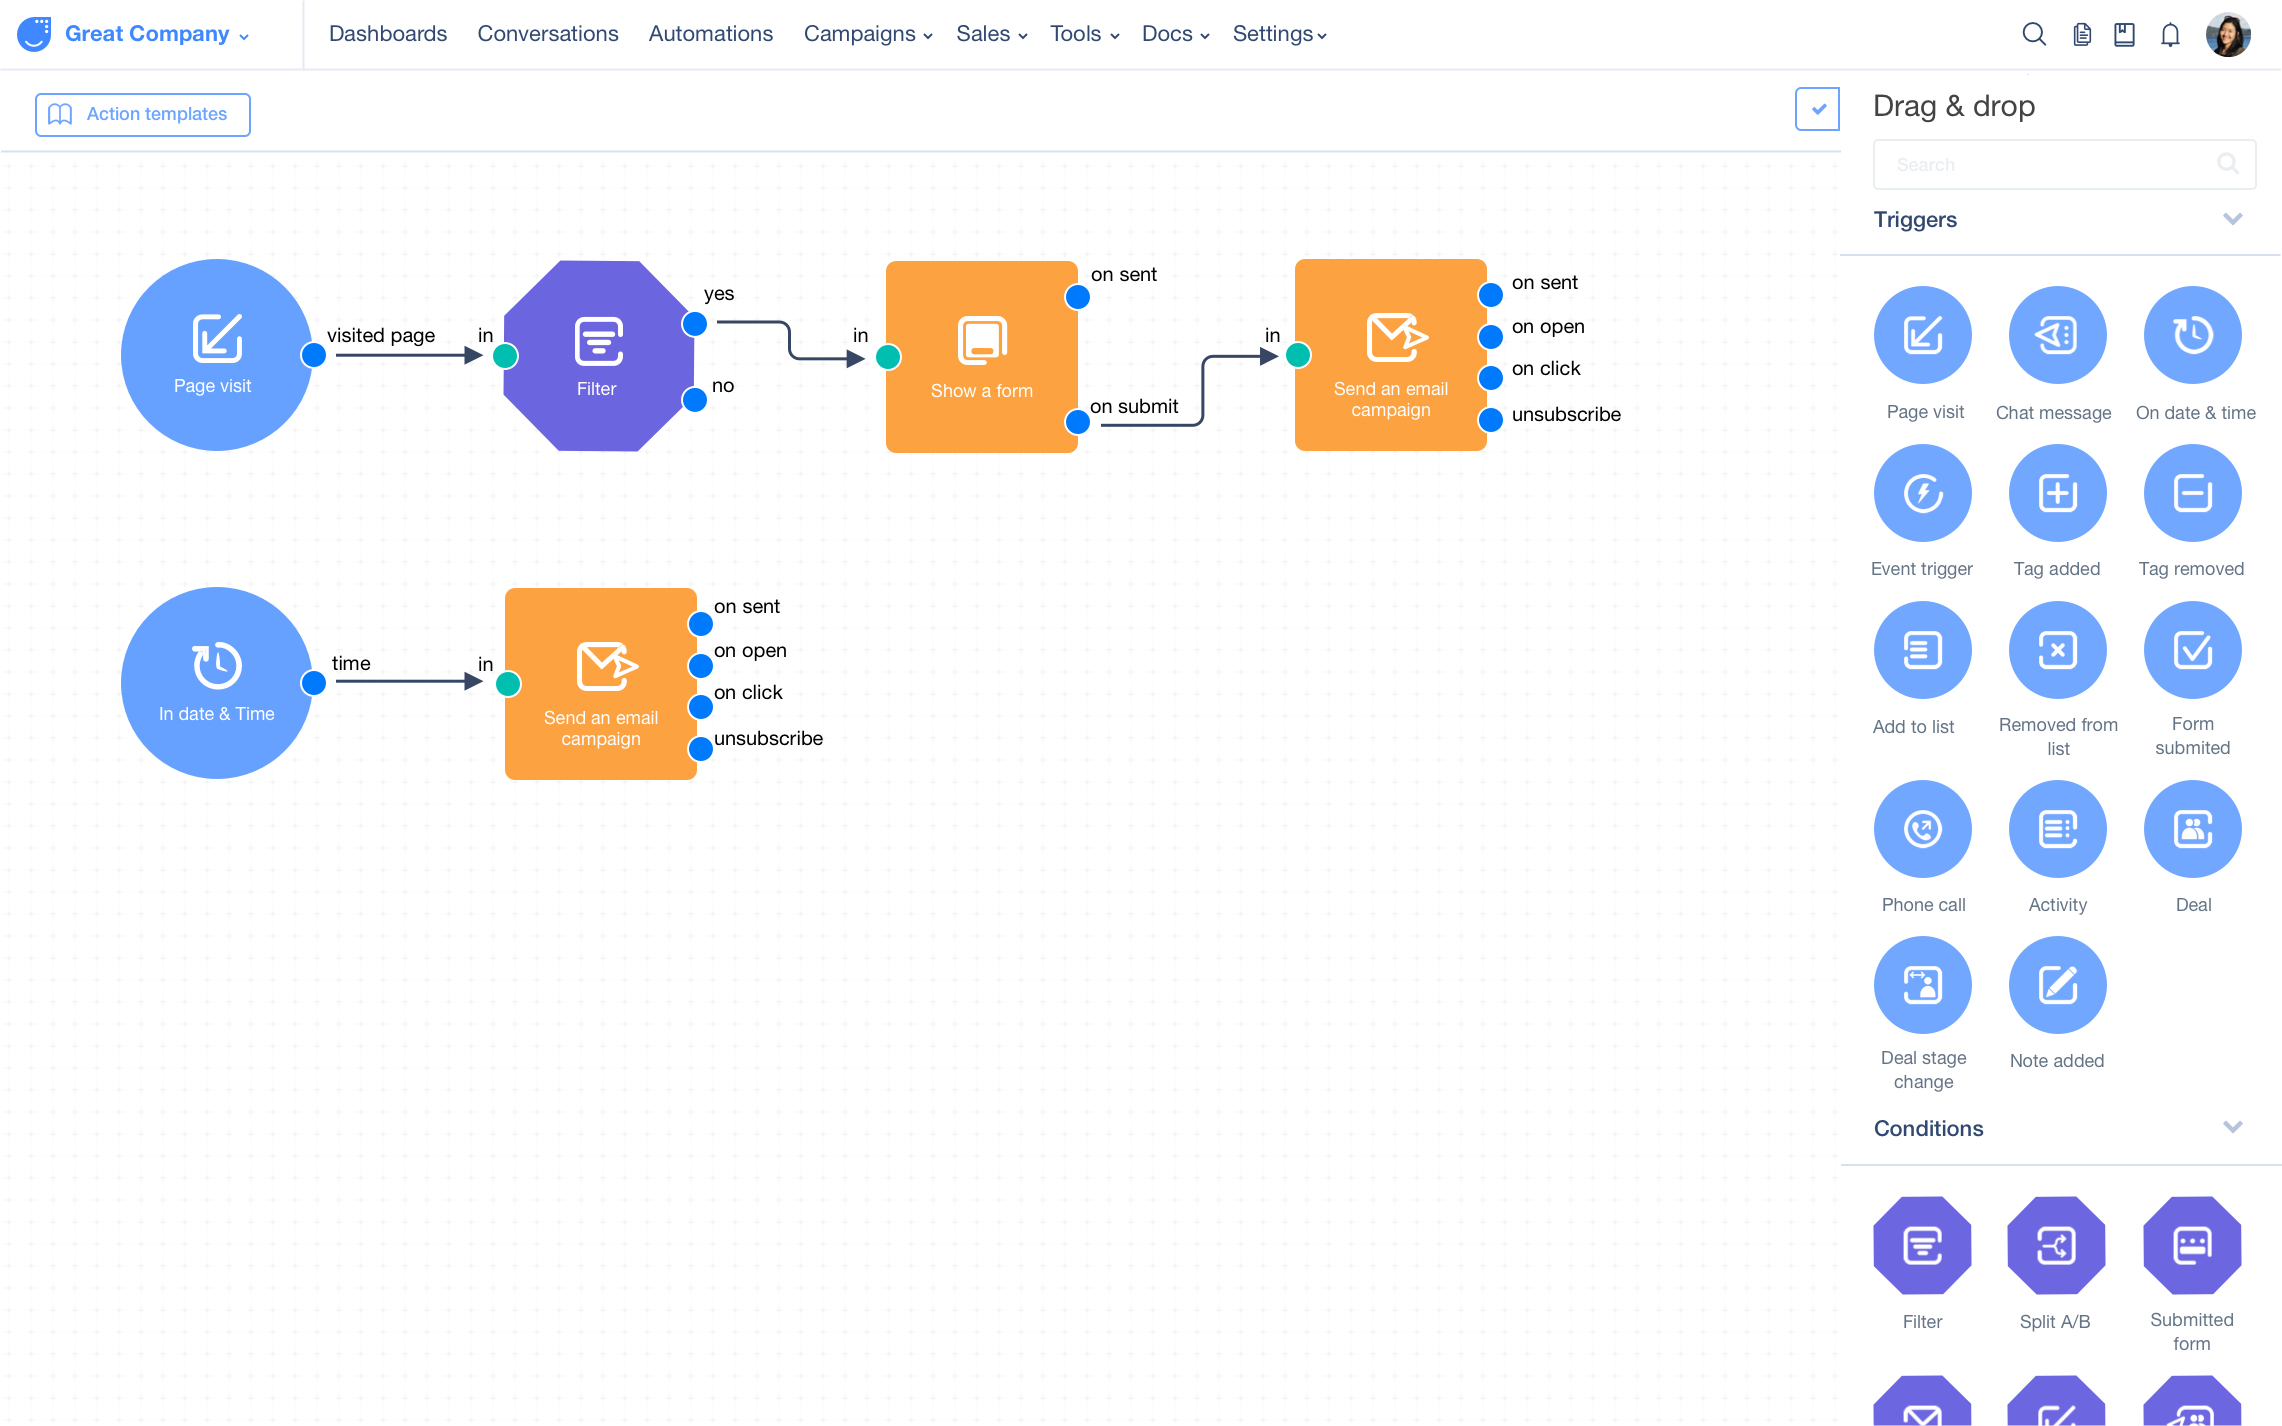 Great Company
Dashboards
Conversations
Automations
Campaigns
Sales
Tools
Docs
Settings
Action templates
Page visit
visited page
in
Filter
yes
no
in
Show a form
on sent
on submit
in
Send an email
campaign
on sent
on open
on click
unsubscribe
In date & Time
time
in
Send an email
campaign
on sent
on open
on click
unsubscribe
Drag & drop
Search
Triggers
Page visit
Chat message
On date & time
Event trigger
Tag added
Tag removed
Add to list
Removed from
list
Form
submited
Phone call
Activity
Deal
Deal stage
change
Note added
Conditions
Filter
Split A/B
Submitted
form